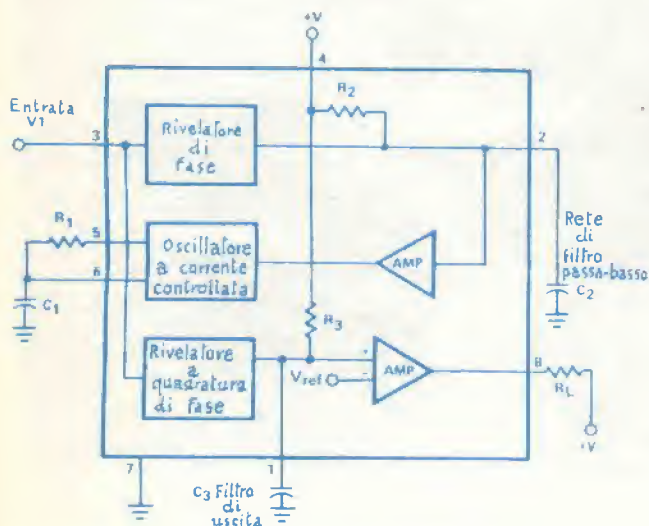 +V
4
R2
Entrata
V1
3
Rivelatore
di
fase
2
R1
5
Oscillatore
a corrente
controllata
AMP
Rete
di
filtro
passa-basso
6
C1
C2
R3
Rivelatore
a
quadratura
di fase
+
-
Vref
AMP
8
RL
+V
7
1
C3 Filtro
di
uscita